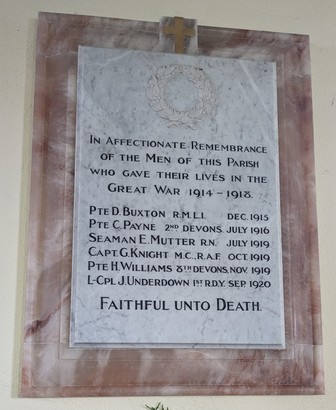 IN AFFECTIONATE REMEMBRANCE
OF THE MEN OF THIS PARISH
WHO GAVE THEIR LIVES IN THE
GREAT WAR 1914-1918.
PTE D. BUXTON R.M.L.I. DEC. 1915
PTE C. PAYNE 2ND DEVONS. JULY 1916
SEAMAN E. MUTTER R.N. JULY 1919
CAPT. G. KNIGHT M.C., R.A.F. OCT. 1919
PTE H. WILLIAMS 8TH DEVONS. NOV. 1919
L-CPL J. UNDERDOWN 1ST R.D.Y. SEP. 1920
FAITHFUL UNTO DEATH.